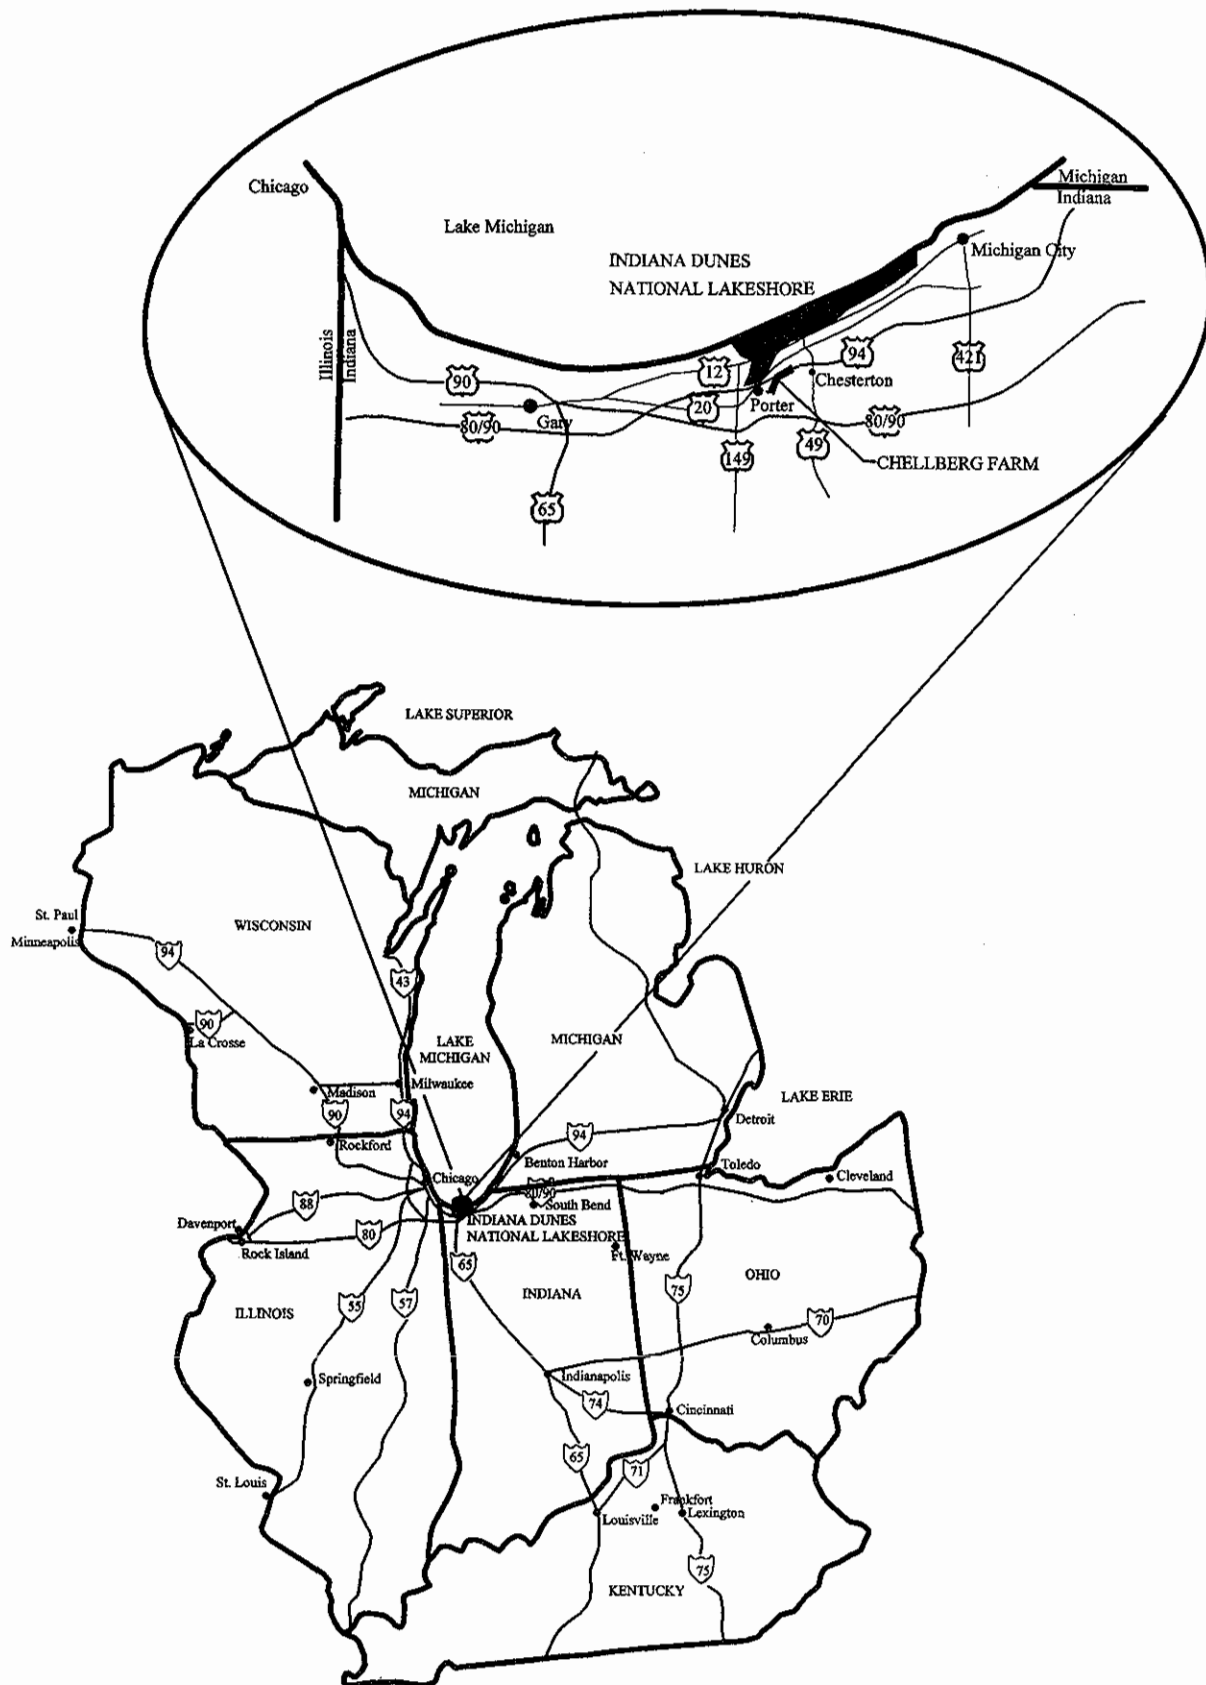 Chicago
Michigan
Indiana
Lake Michigan
Michigan City
INDIANA DUNES
NATIONAL LAKESHORE
Illinois
Indiana
90
12
94
421
Chesterton
Gary
80/90
20
Porter
80/90
149
49
CHELLBERG FARM
65
LAKE SUPERIOR
MICHIGAN
LAKE HURON
St. Paul
Minneapolis
WISCONSIN
94
43
90
La Crosse
LAKE
MICHIGAN
MICHIGAN
Madison
Milwaukee
LAKE ERIE
90
94
94
Detroit
Rockford
Benton Harbor
Toledo
Chicago
Cleveland
80/90
88
South Bend
Davenport
INDIANA DUNES
NATIONAL LAKESHORE
80
Rock Island
Ft. Wayne
65
OHIO
75
INDIANA
ILLINOIS
55
57
70
Columbus
Springfield
Indianapolis
74
Cincinnati
65
71
St. Louis
Frankfort
Louisville
Lexington
75
KENTUCKY